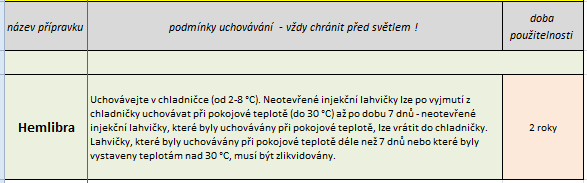 název přípravku
podmínky uchovávání - vždy chránit před světlem !
doba
použitelnosti
Hemlibra
Uchovávejte v chladničce (od 2-8 °C). Neotevřené injekční lahvičky lze po vyjmutí z
chladničky uchovávat při pokojové teplotě (do 30 °C) až po dobu 7 dnů - neotevřené
injekční lahvičky, které byly uchovávány při pokojové teplotě, lze vrátit do chladničky.
Lahvičky, které byly uchovávány při pokojové teplotě déle než 7 dnů nebo které byly
vystaveny teplotám nad 30 °C, musí být zlikvidovány.
2 roky